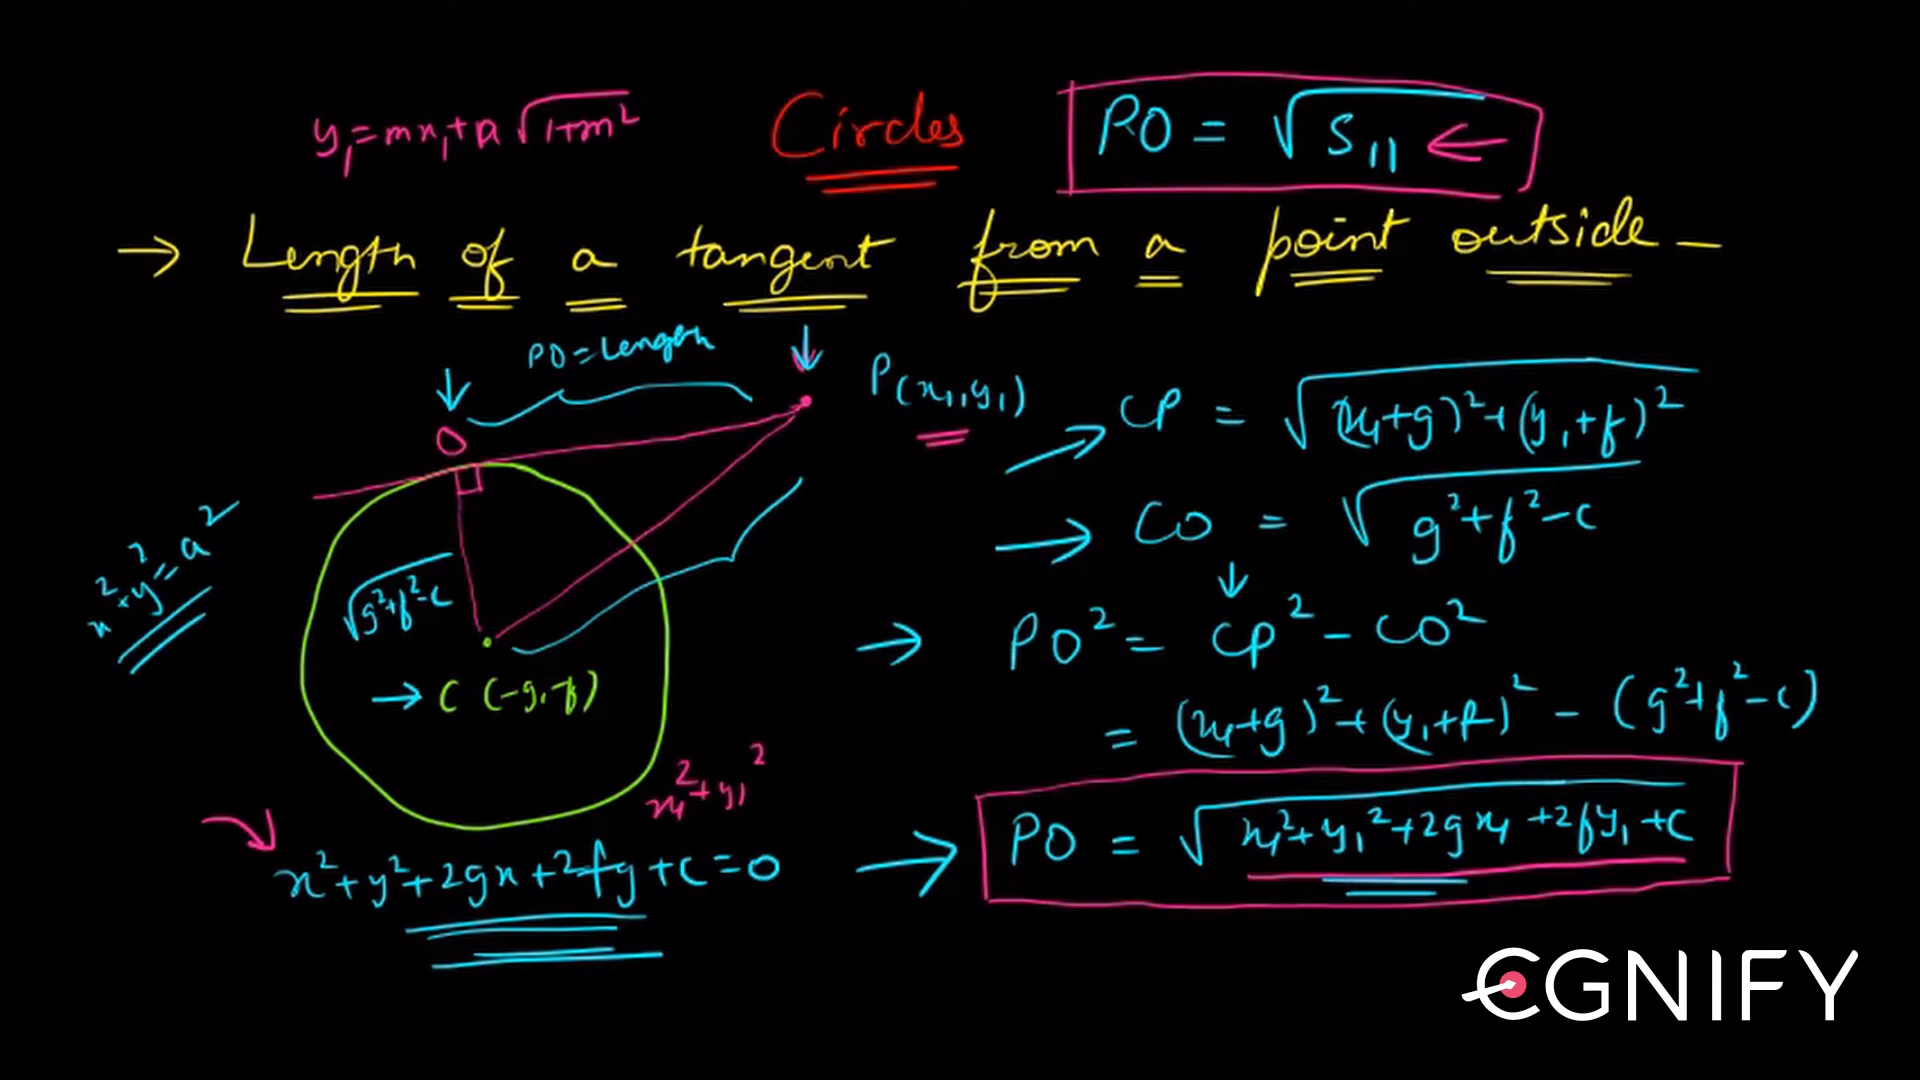 y₁=mx₁+a√(1+m²)
Circles
PO = √S₁₁ ←
→ Length of a tangent from a point outside –
PO=Length
P(x₁,y₁)
O
→ CP = √((x₁+g)²+(y₁+f)²)
→ CO = √(g²+f²-c)
x²+y²=a²
√(g²+f²-c)
→ C (-g,-f)
→ PO² = CP² - CO²
= (x₁+g)²+(y₁+f)² - (g²+f²-c)
x₁²+y₁²
x²+y²+2gx+2fy+c=0
→ PO = √(x₁²+y₁²+2gx₁+2fy₁+c)
EGNIFY